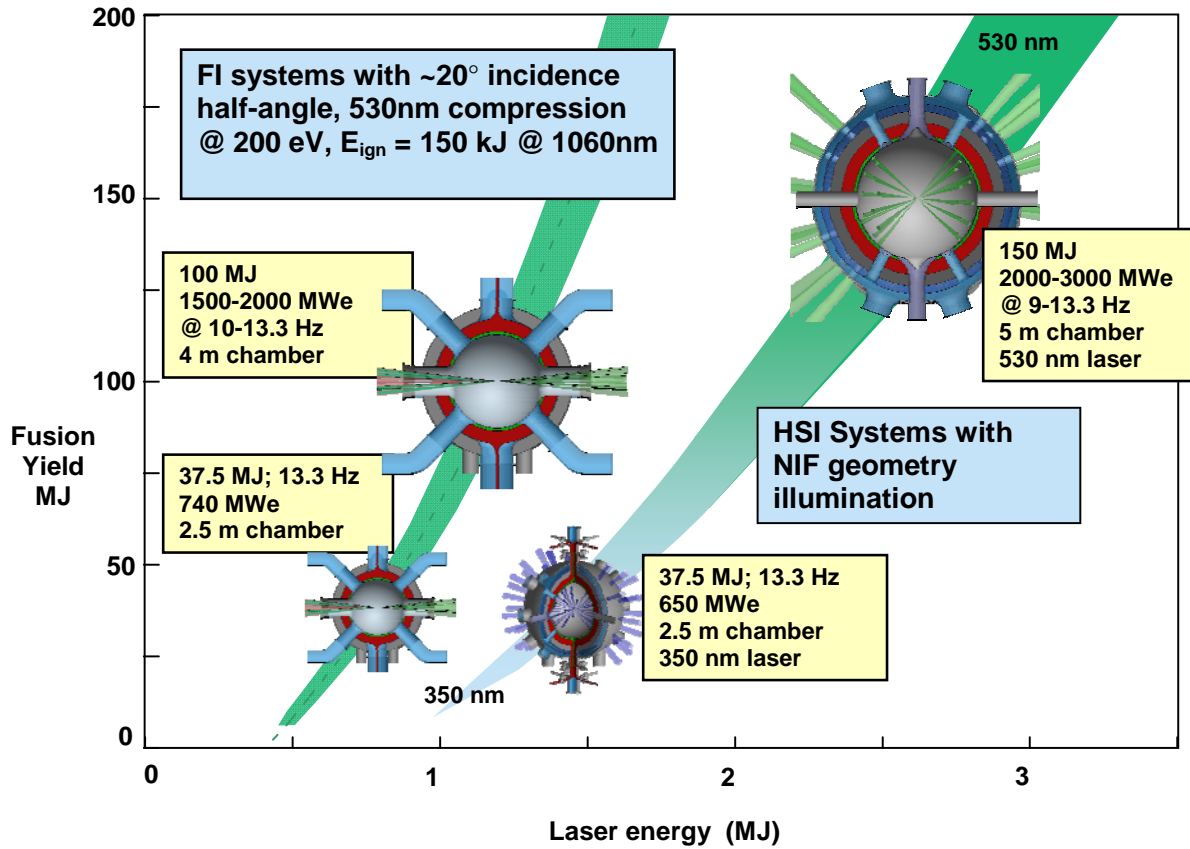 200
150
100
50
0
Fusion
Yield
MJ
FI systems with ~20° incidence
half-angle, 530nm compression
@ 200 eV, Eign = 150 kJ @ 1060nm
530 nm
100 MJ
1500-2000 MWe
@ 10-13.3 Hz
4 m chamber
150 MJ
2000-3000 MWe
@ 9-13.3 Hz
5 m chamber
530 nm laser
HSI Systems with
NIF geometry
illumination
37.5 MJ; 13.3 Hz
740 MWe
2.5 m chamber
37.5 MJ; 13.3 Hz
650 MWe
2.5 m chamber
350 nm laser
350 nm
0
1
2
3
Laser energy (MJ)